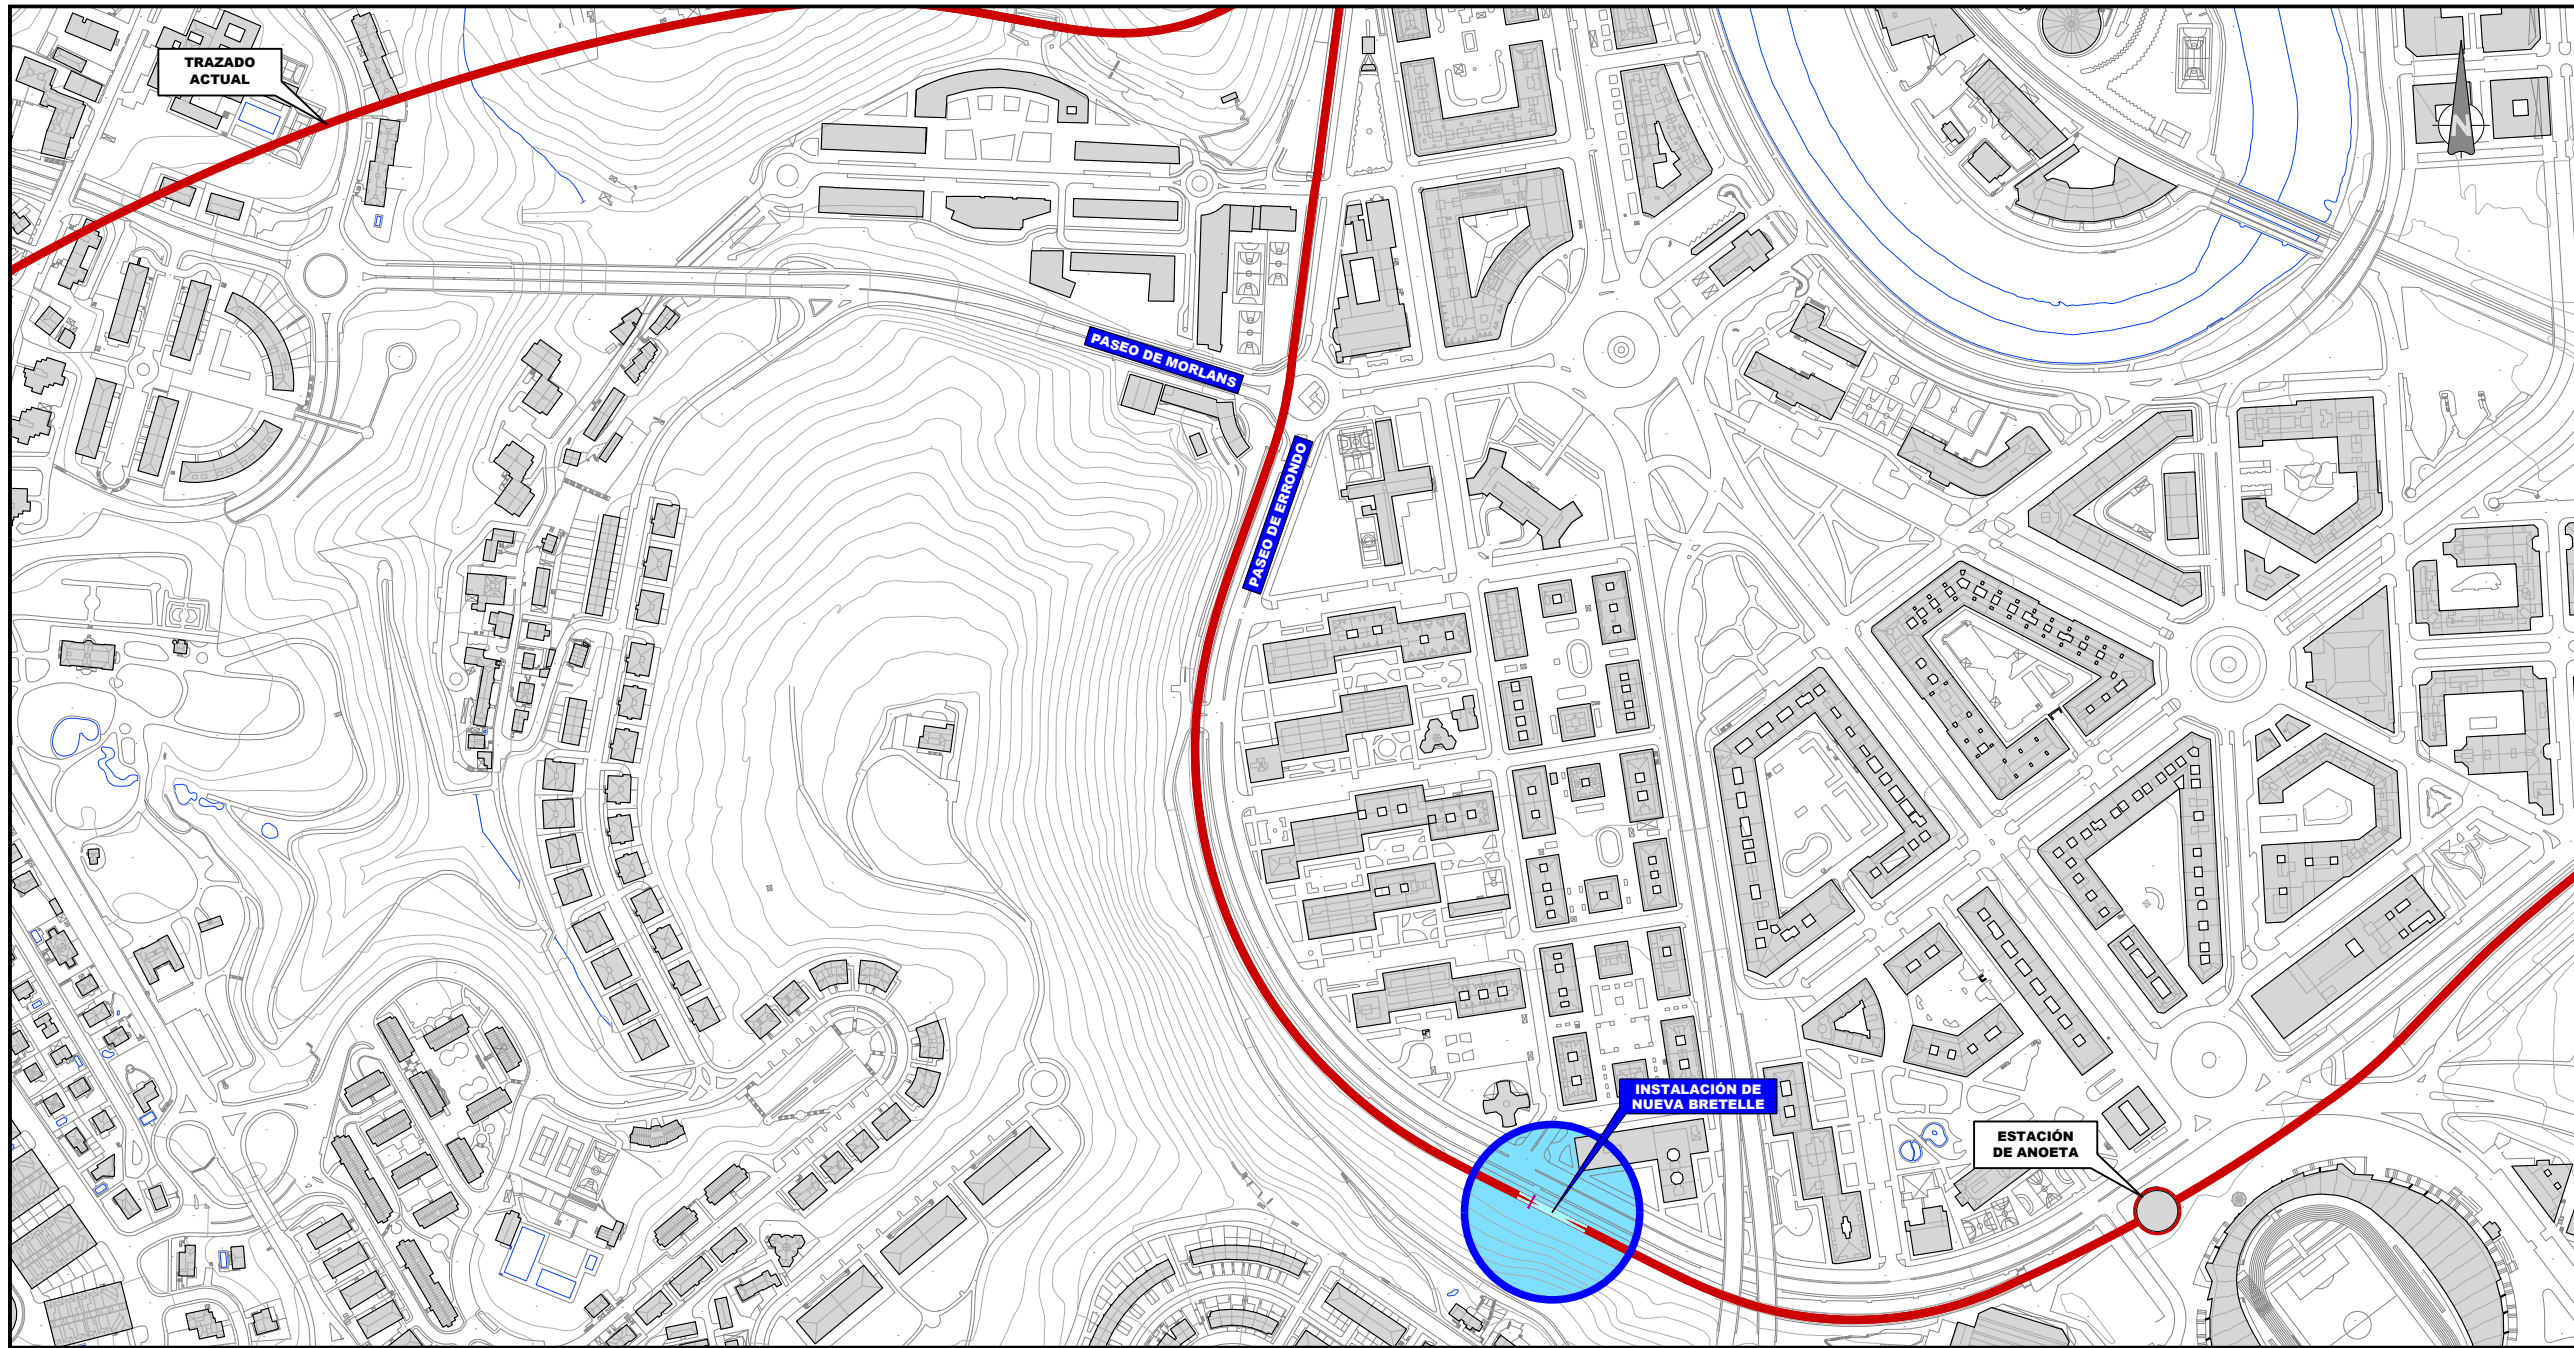 TRAZADO
ACTUAL
N
PASEO DE MORLANS
PASEO DE ERRONDO
INSTALACIÓN DE
NUEVA BRETELLE
ESTACIÓN
DE ANOETA